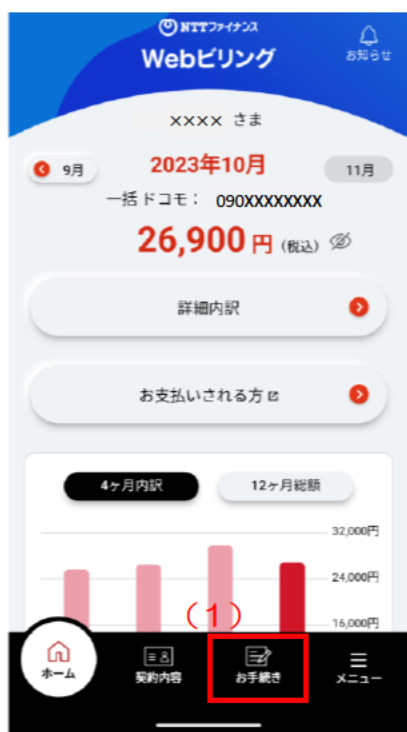 NTTファイナンス
Webビリング
お知らせ
×××× さま
9月
2023年10月
11月
一括 ドコモ： 090XXXXXXXX
26,900 円 (税込)
詳細内訳
お支払いされる方
4ヶ月内訳
12ヶ月総額
32,000円
24,000円
16,000円
（1）
ホーム
契約内容
お手続き
メニュー